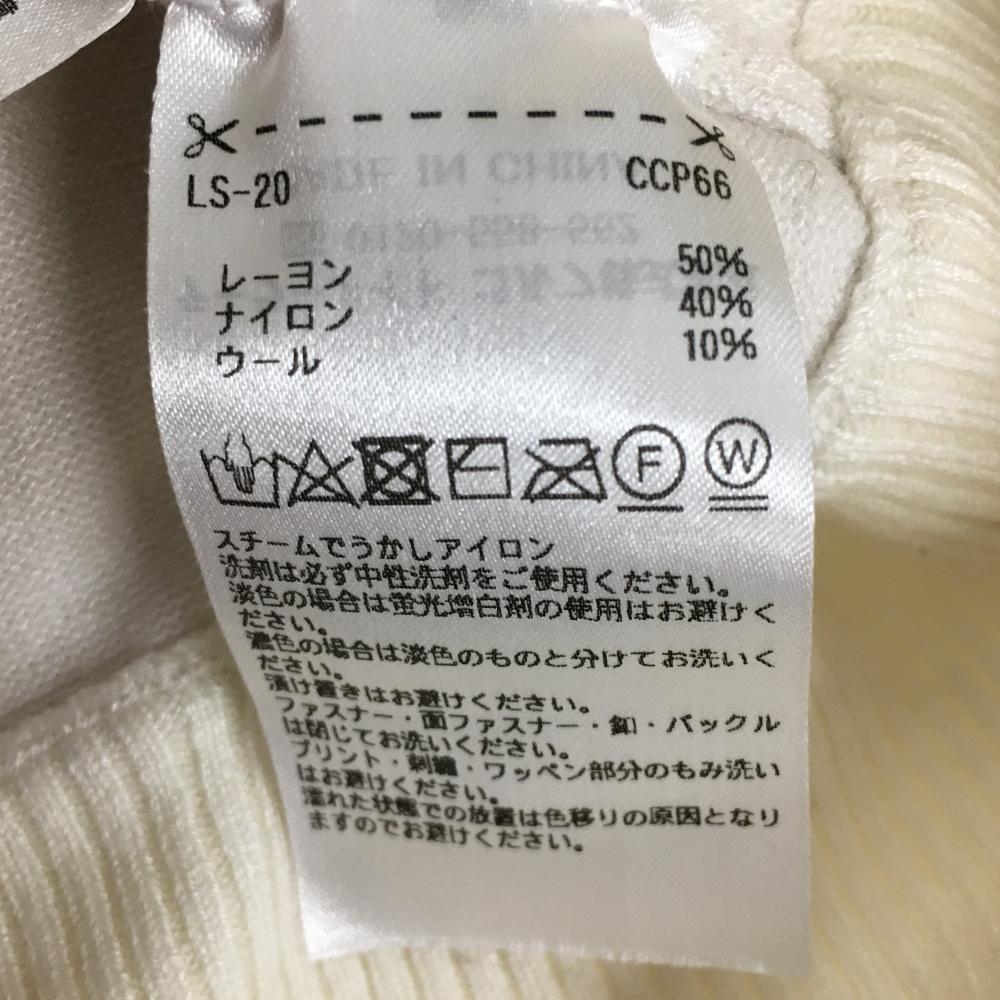 LS-20 CCP66
レーヨン 50%
ナイロン 40%
ウール 10%
F W
スチームでうかしアイロン
洗剤は必ず中性洗剤をご使用ください。
淡色の場合は蛍光増白剤の使用はお避けく
ださい。
濃色の場合は淡色のものと分けてお洗いく
ださい。
漬け置きはお避けください。
ファスナー・面ファスナー・釦・バックル
は閉じてお洗いください。
プリント・刺繍・ワッペン部分のもみ洗い
はお避けください。
濡れた状態での放置は色移りの原因となり
ますのでお避けください。